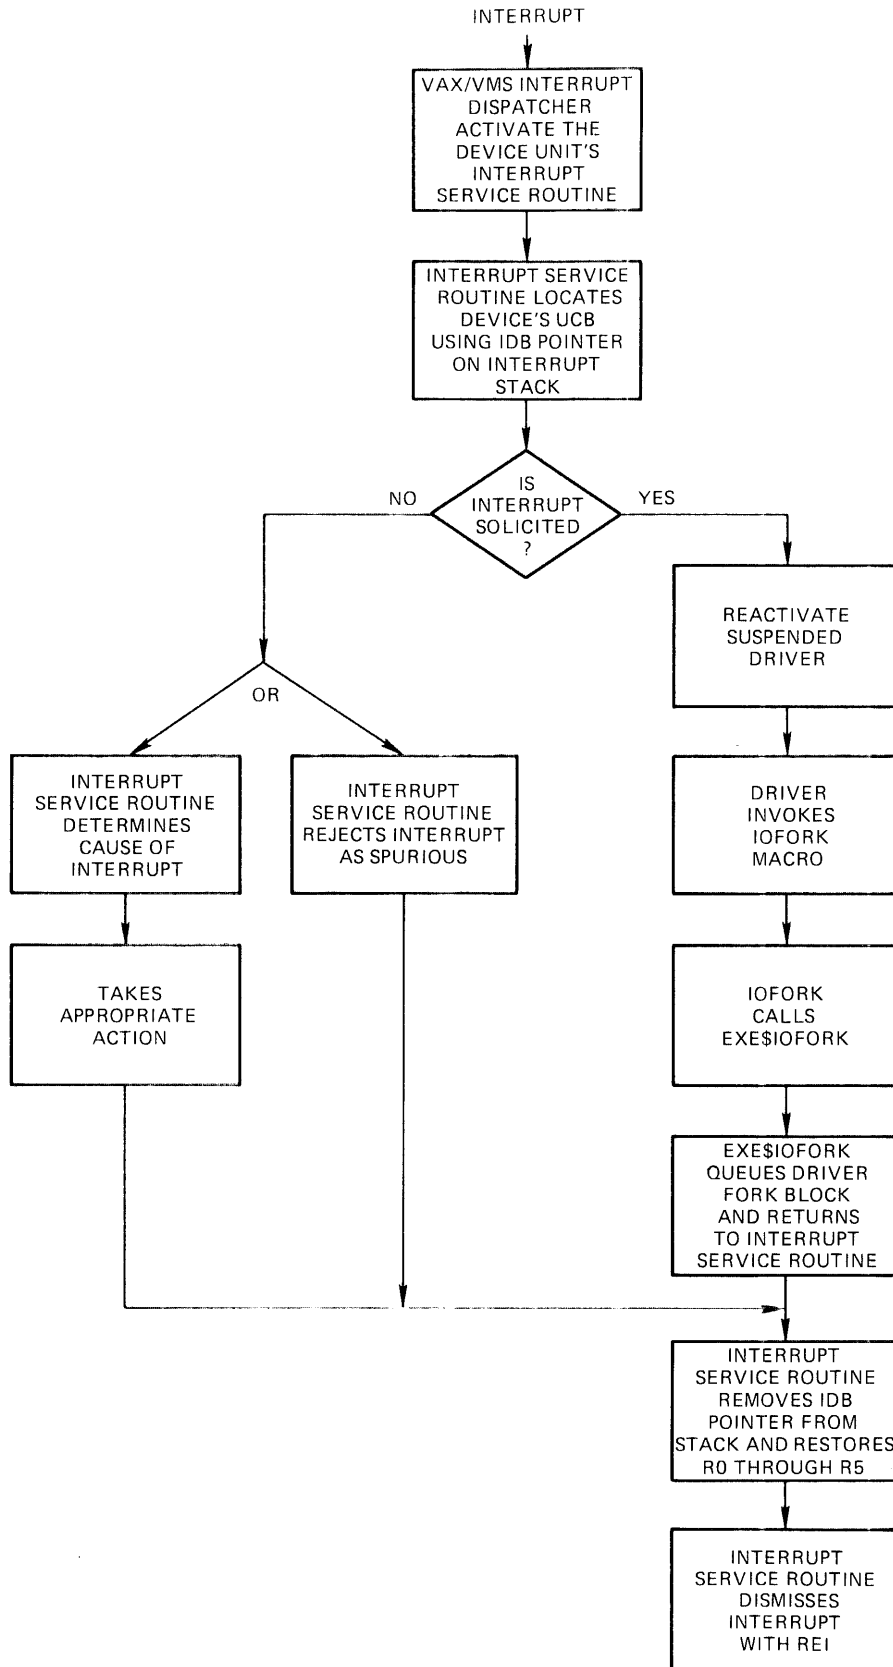 INTERRUPT
VAX/VMS INTERRUPT
DISPATCHER
ACTIVATE THE
DEVICE UNIT'S
INTERRUPT
SERVICE ROUTINE
INTERRUPT SERVICE
ROUTINE LOCATES
DEVICE'S UCB
USING IDB POINTER
ON INTERRUPT
STACK
IS
INTERRUPT
SOLICITED
?
NO
YES
REACTIVATE
SUSPENDED
DRIVER
OR
INTERRUPT
SERVICE ROUTINE
DETERMINES
CAUSE OF
INTERRUPT
INTERRUPT
SERVICE ROUTINE
REJECTS INTERRUPT
AS SPURIOUS
DRIVER
INVOKES
IOFORK
MACRO
TAKES
APPROPRIATE
ACTION
IOFORK
CALLS
EXE$IOFORK
EXE$IOFORK
QUEUES DRIVER
FORK BLOCK
AND RETURNS
TO INTERRUPT
SERVICE ROUTINE
INTERRUPT
SERVICE ROUTINE
REMOVES IDB
POINTER FROM
STACK AND RESTORES
R0 THROUGH R5
INTERRUPT
SERVICE ROUTINE
DISMISSES
INTERRUPT
WITH REI